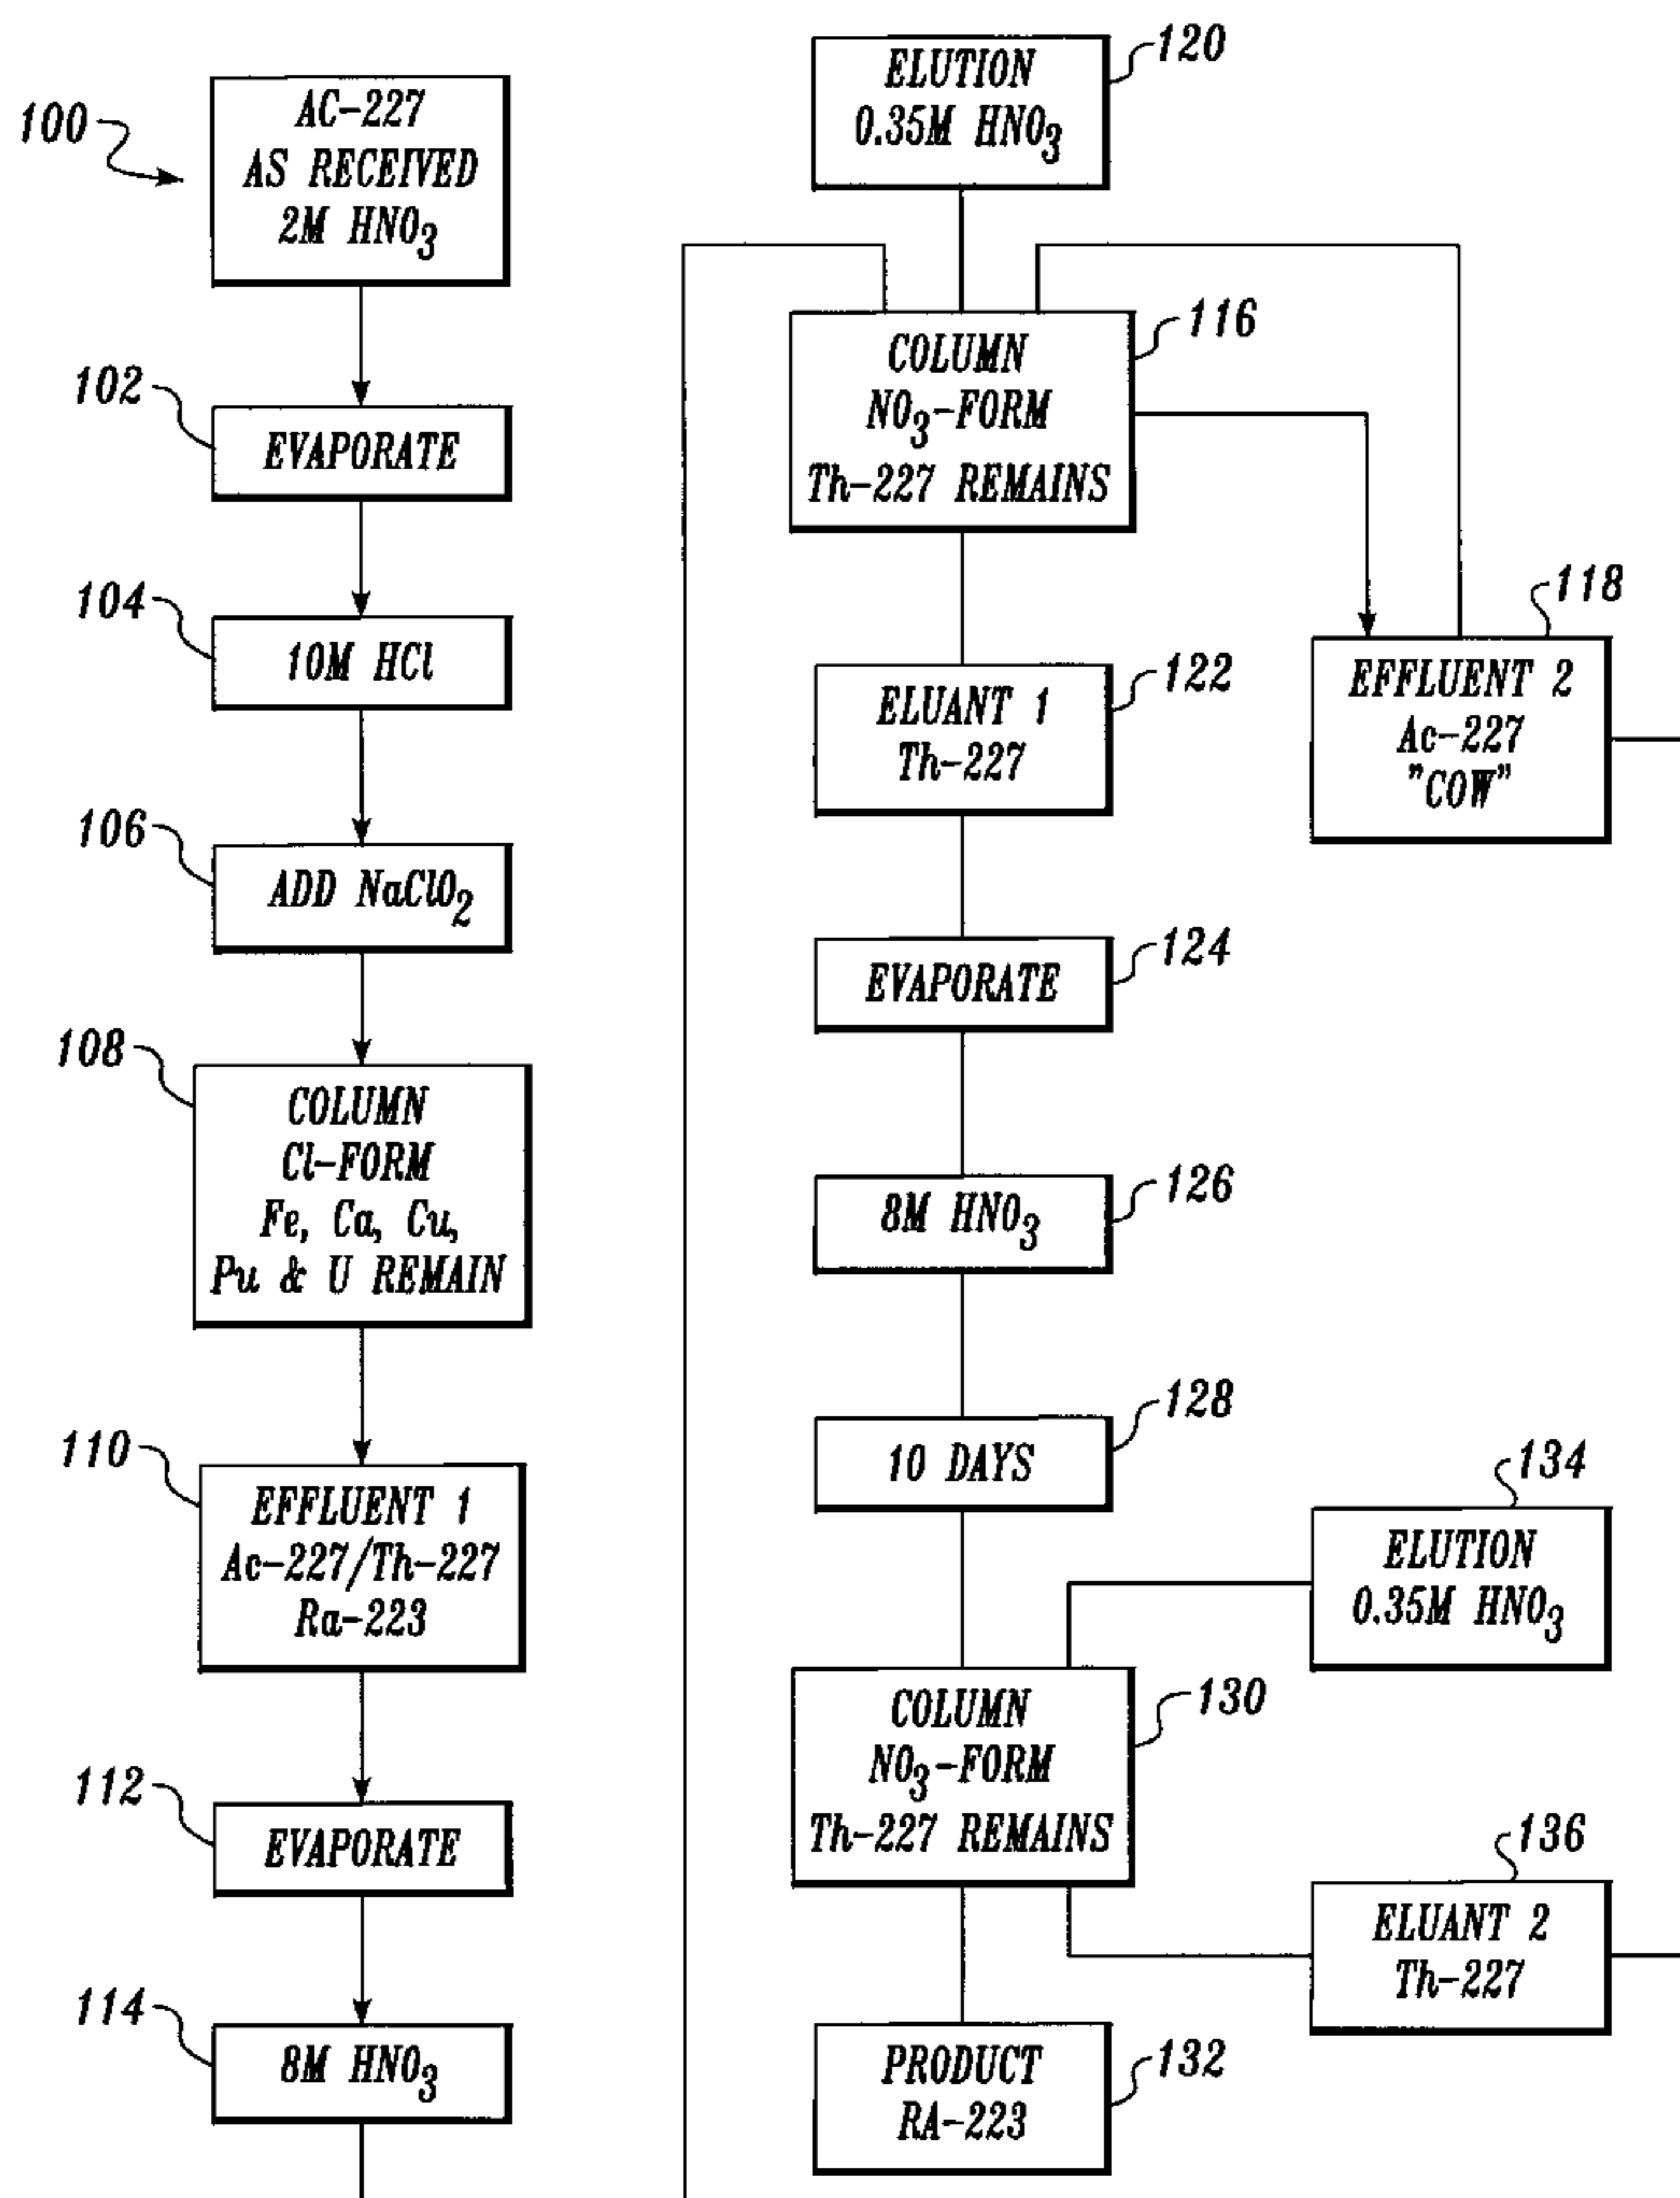 100
AC-227
AS RECEIVED
2M HNO3
102
EVAPORATE
104
10M HCl
106
ADD NaClO2
108
COLUMN
Cl-FORM
Fe, Ca, Cu,
Pu & U REMAIN
110
EFFLUENT 1
Ac-227/Th-227
Ra-223
112
EVAPORATE
114
8M HNO3
120
ELUTION
0.35M HNO3
116
COLUMN
NO3-FORM
Th-227 REMAINS
118
EFFLUENT 2
Ac-227
"COW"
122
ELUANT 1
Th-227
124
EVAPORATE
126
8M HNO3
128
10 DAYS
134
ELUTION
0.35M HNO3
130
COLUMN
NO3-FORM
Th-227 REMAINS
136
ELUANT 2
Th-227
132
PRODUCT
RA-223